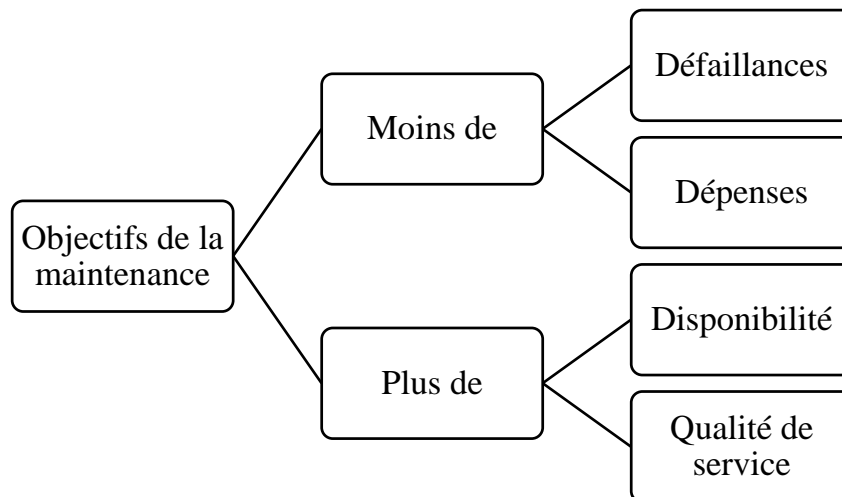 Objectifs de la
maintenance
Moins de
Défaillances
Dépenses
Plus de
Disponibilité
Qualité de
service